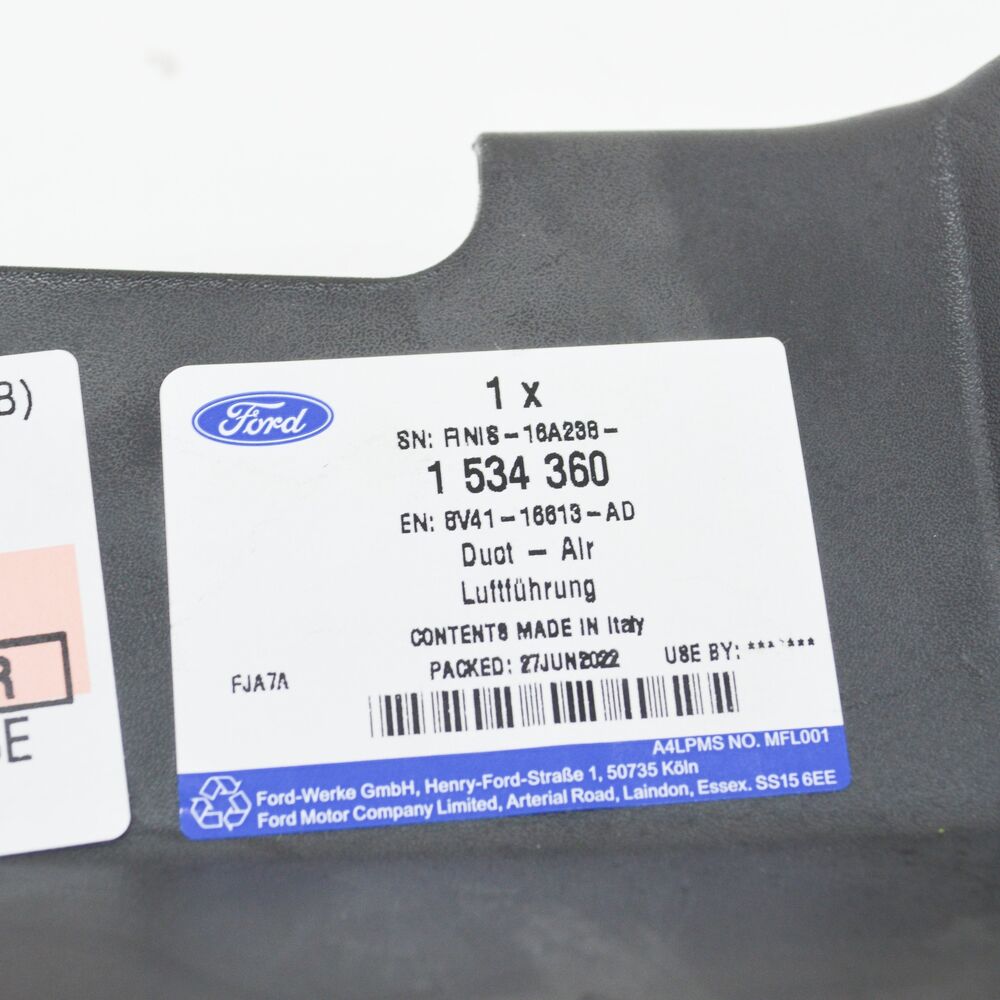 B)
R
SE
Ford
1 x
SN: FINIS-16A238-
1 534 360
EN: 8V41-16613-AD
Duct - Air
Luftführung
CONTENTS MADE IN Italy
PACKED: 27JUN2022 USE BY: *** ***
FJA7A
A4LPMS NO. MFL001
Ford-Werke GmbH, Henry-Ford-Straße 1, 50735 Köln
Ford Motor Company Limited, Arterial Road, Laindon, Essex. SS15 6EE